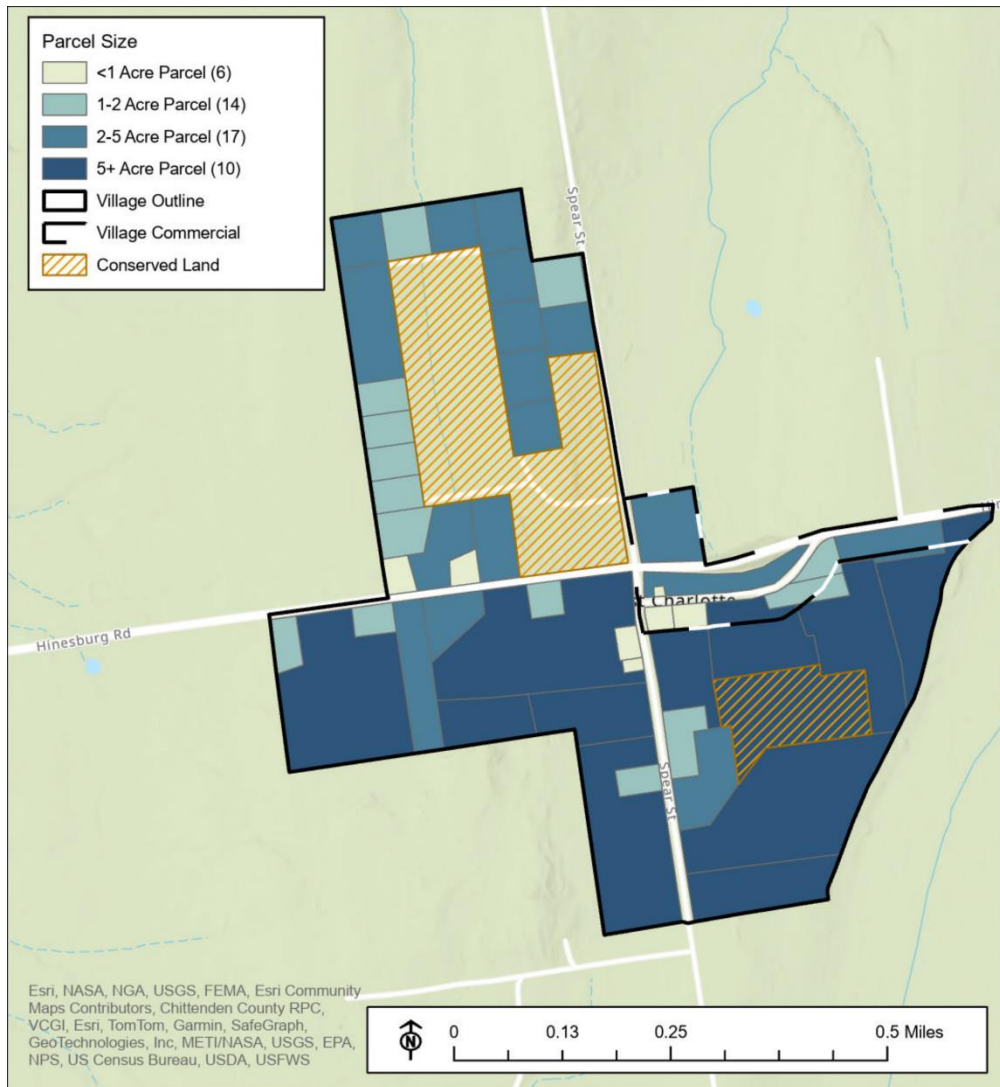 Parcel Size
<1 Acre Parcel (6)
1-2 Acre Parcel (14)
2-5 Acre Parcel (17)
5+ Acre Parcel (10)
Village Outline
Village Commercial
Conserved Land
Spear St
Charlotte
Hinesburg Rd
Spear St
Esri, NASA, NGA, USGS, FEMA, Esri Community
Maps Contributors, Chittenden County RPC,
VCGI, Esri, TomTom, Garmin, SafeGraph,
GeoTechnologies, Inc, METI/NASA, USGS, EPA,
NPS, US Census Bureau, USDA, USFWS
N
0 0.13 0.25 0.5 Miles